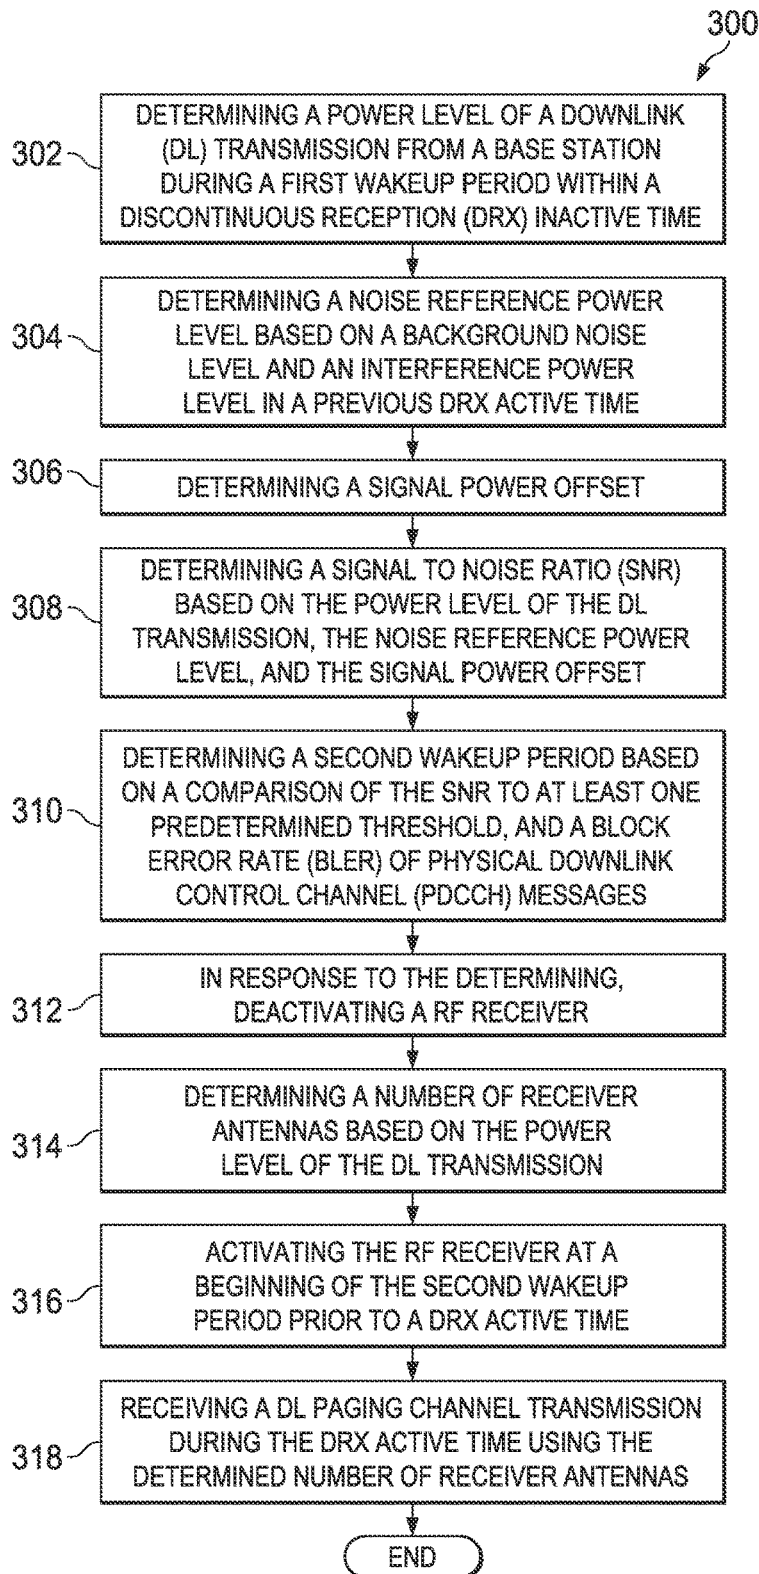 300
302
DETERMINING A POWER LEVEL OF A DOWNLINK
(DL) TRANSMISSION FROM A BASE STATION
DURING A FIRST WAKEUP PERIOD WITHIN A
DISCONTINUOUS RECEPTION (DRX) INACTIVE TIME
304
DETERMINING A NOISE REFERENCE POWER
LEVEL BASED ON A BACKGROUND NOISE
LEVEL AND AN INTERFERENCE POWER
LEVEL IN A PREVIOUS DRX ACTIVE TIME
306
DETERMINING A SIGNAL POWER OFFSET
308
DETERMINING A SIGNAL TO NOISE RATIO (SNR)
BASED ON THE POWER LEVEL OF THE DL
TRANSMISSION, THE NOISE REFERENCE POWER
LEVEL, AND THE SIGNAL POWER OFFSET
310
DETERMINING A SECOND WAKEUP PERIOD BASED
ON A COMPARISON OF THE SNR TO AT LEAST ONE
PREDETERMINED THRESHOLD, AND A BLOCK
ERROR RATE (BLER) OF PHYSICAL DOWNLINK
CONTROL CHANNEL (PDCCH) MESSAGES
312
IN RESPONSE TO THE DETERMINING,
DEACTIVATING A RF RECEIVER
314
DETERMINING A NUMBER OF RECEIVER
ANTENNAS BASED ON THE POWER
LEVEL OF THE DL TRANSMISSION
316
ACTIVATING THE RF RECEIVER AT A
BEGINNING OF THE SECOND WAKEUP
PERIOD PRIOR TO A DRX ACTIVE TIME
318
RECEIVING A DL PAGING CHANNEL TRANSMISSION
DURING THE DRX ACTIVE TIME USING THE
DETERMINED NUMBER OF RECEIVER ANTENNAS
END